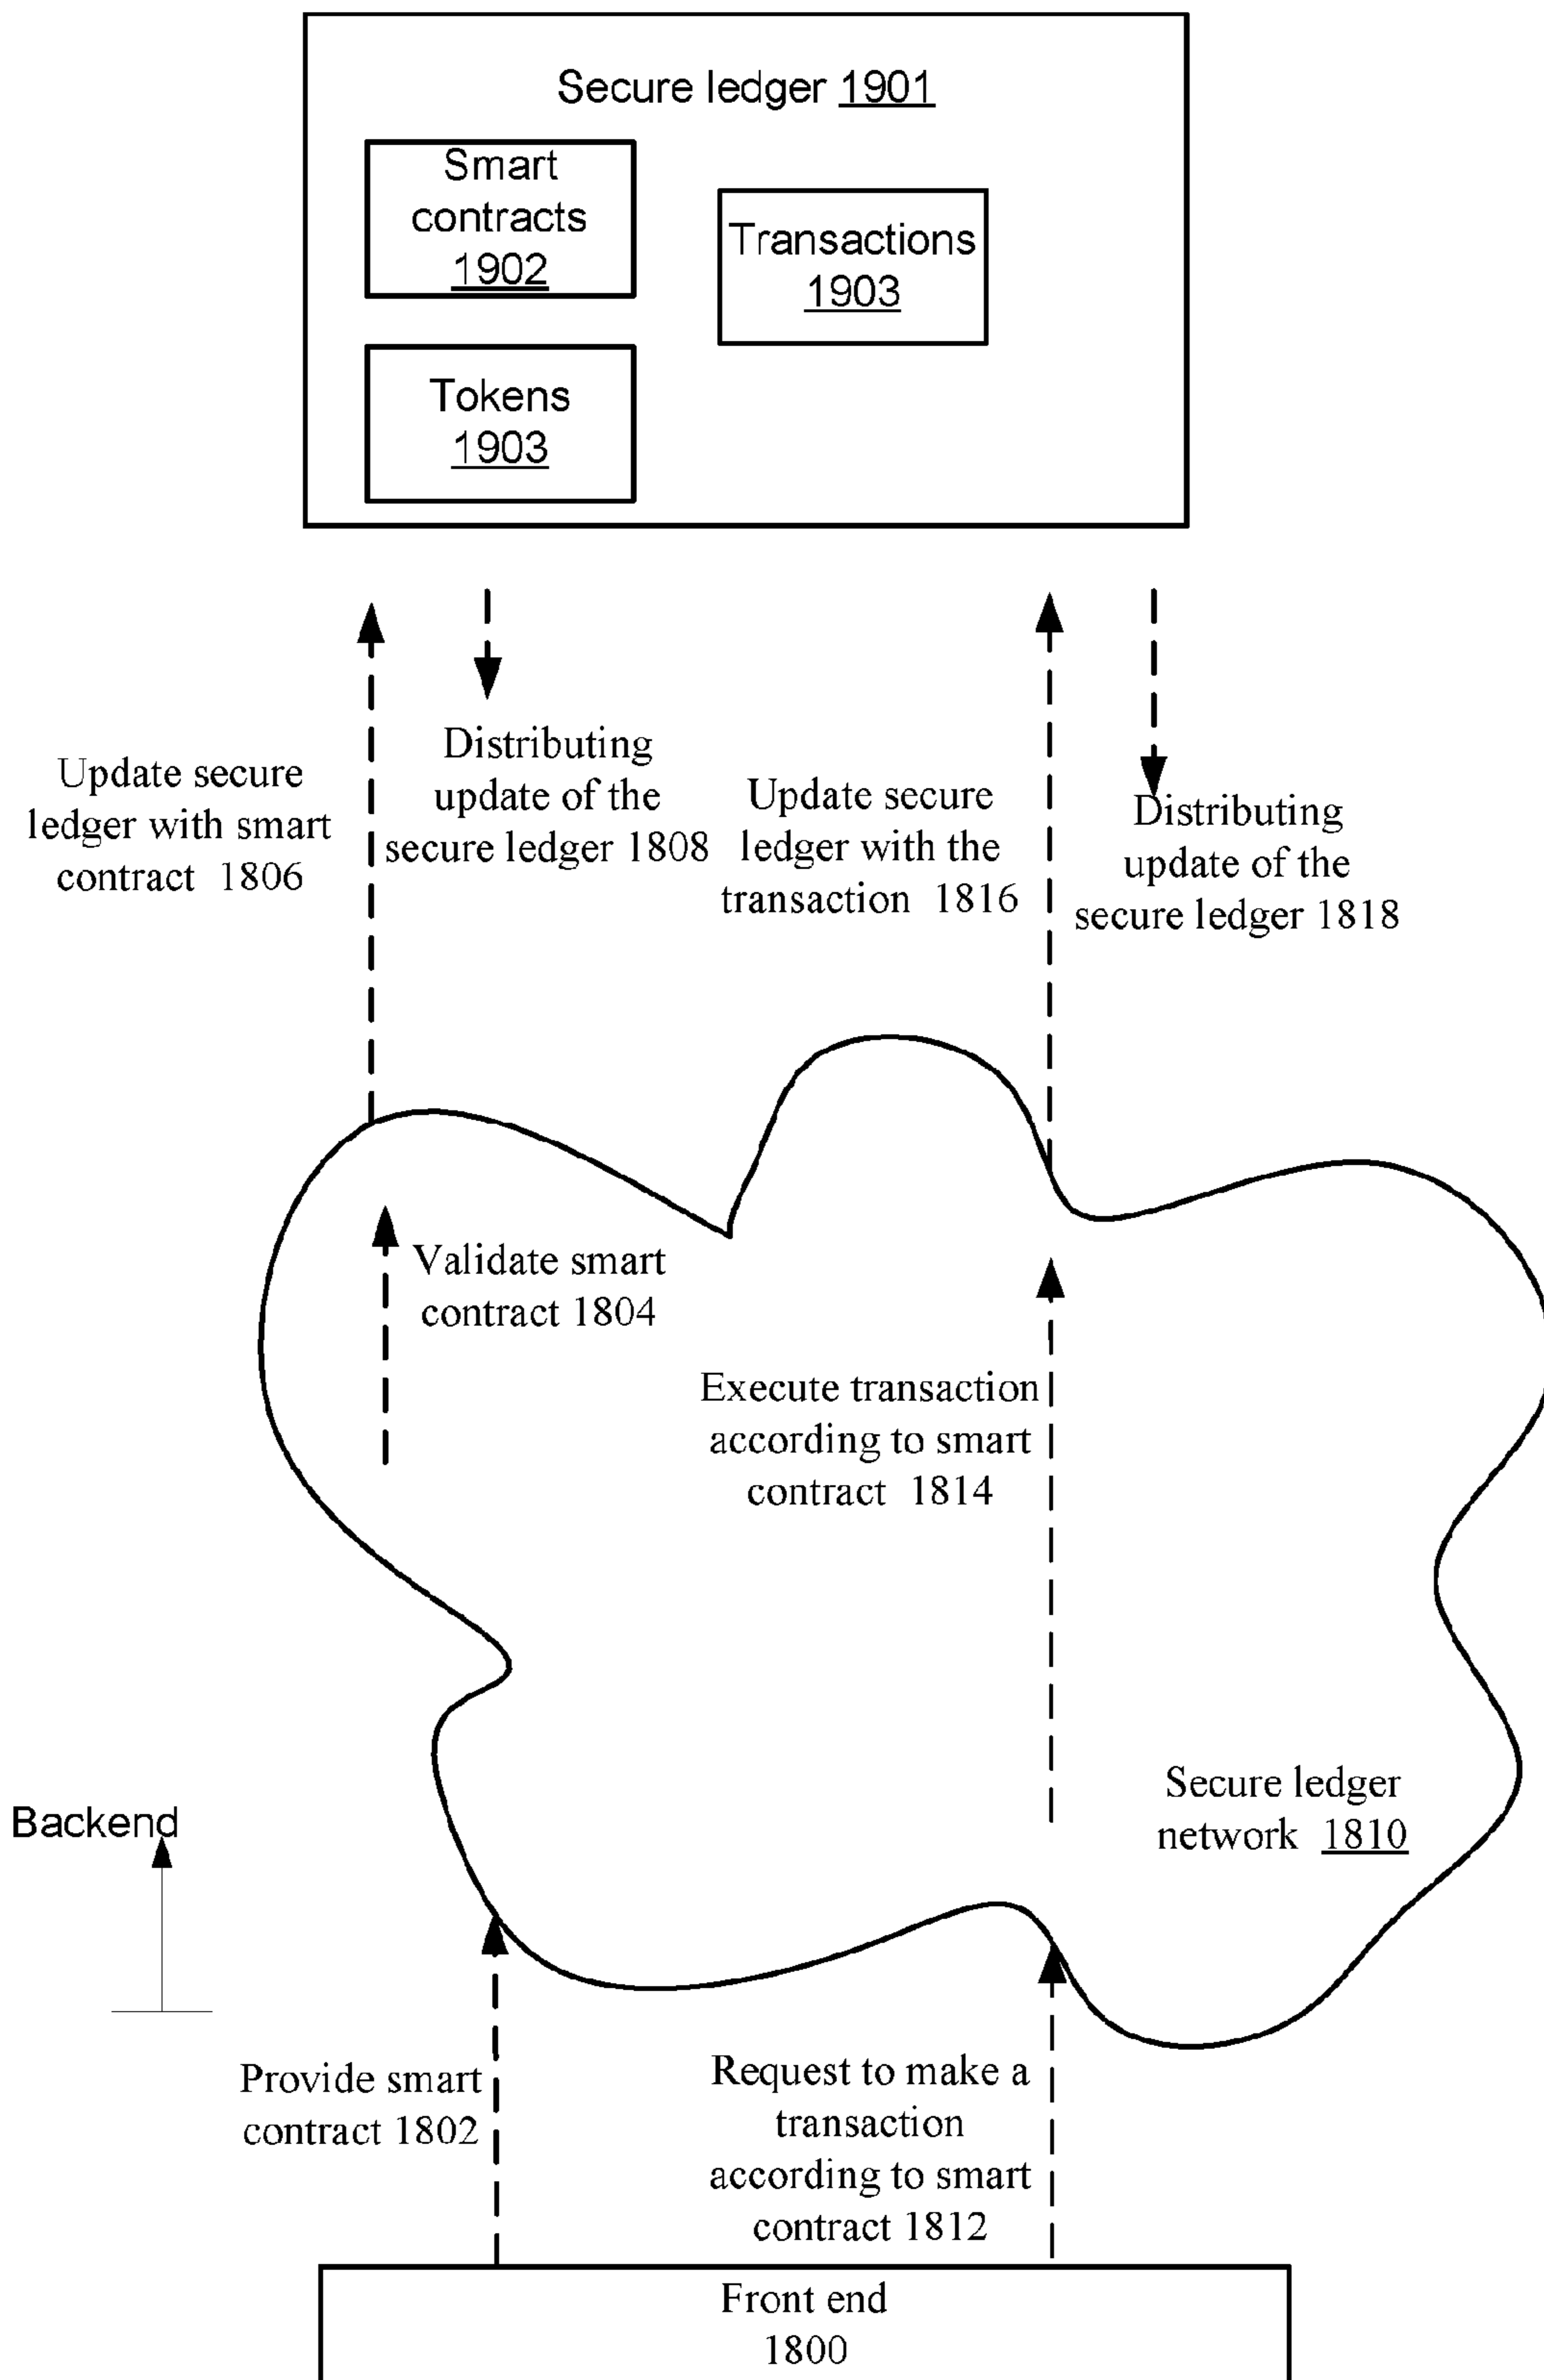 Secure ledger 1901
Smart
contracts
1902
Transactions
1903
Tokens
1903
Update secure
ledger with smart
contract 1806
Distributing
update of the
secure ledger 1808
Update secure
ledger with the
transaction 1816
Distributing
update of the
secure ledger 1818
Validate smart
contract 1804
Execute transaction
according to smart
contract 1814
Secure ledger
network 1810
Backend
Provide smart
contract 1802
Request to make a
transaction
according to smart
contract 1812
Front end
1800